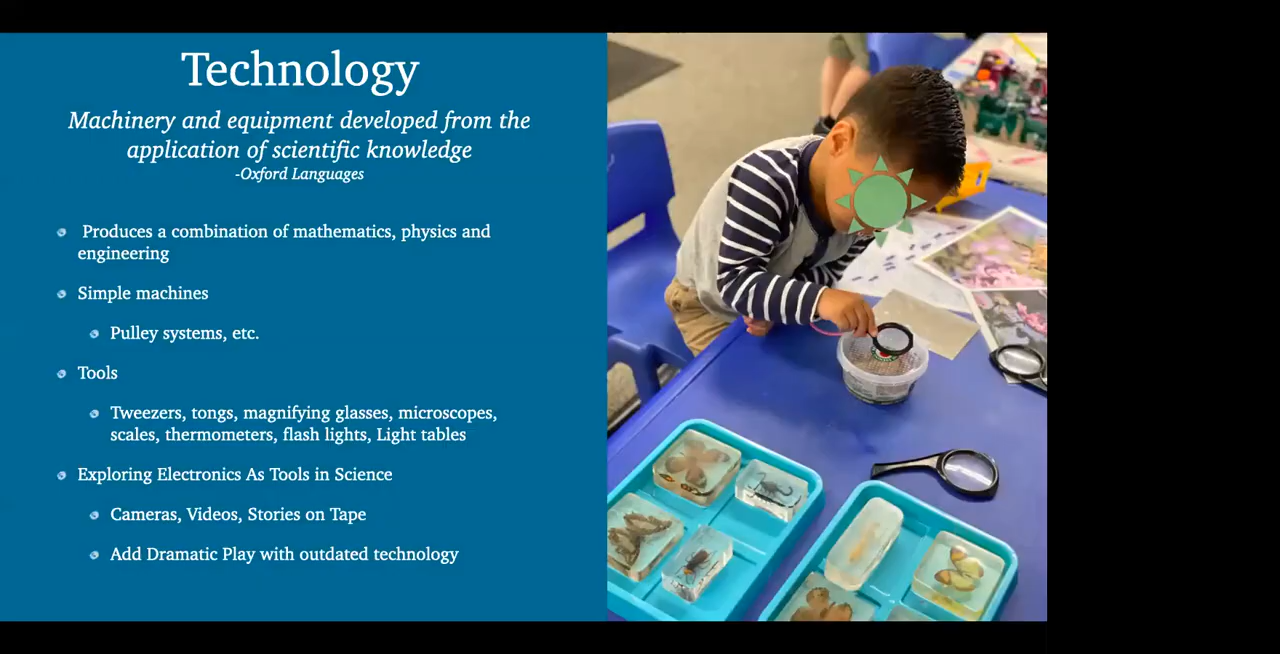 Technology
Machinery and equipment developed from the
application of scientific knowledge
-Oxford Languages
Produces a combination of mathematics, physics and
engineering
Simple machines
Pulley systems, etc.
Tools
Tweezers, tongs, magnifying glasses, microscopes,
scales, thermometers, flash lights, Light tables
Exploring Electronics As Tools in Science
Cameras, Videos, Stories on Tape
Add Dramatic Play with outdated technology